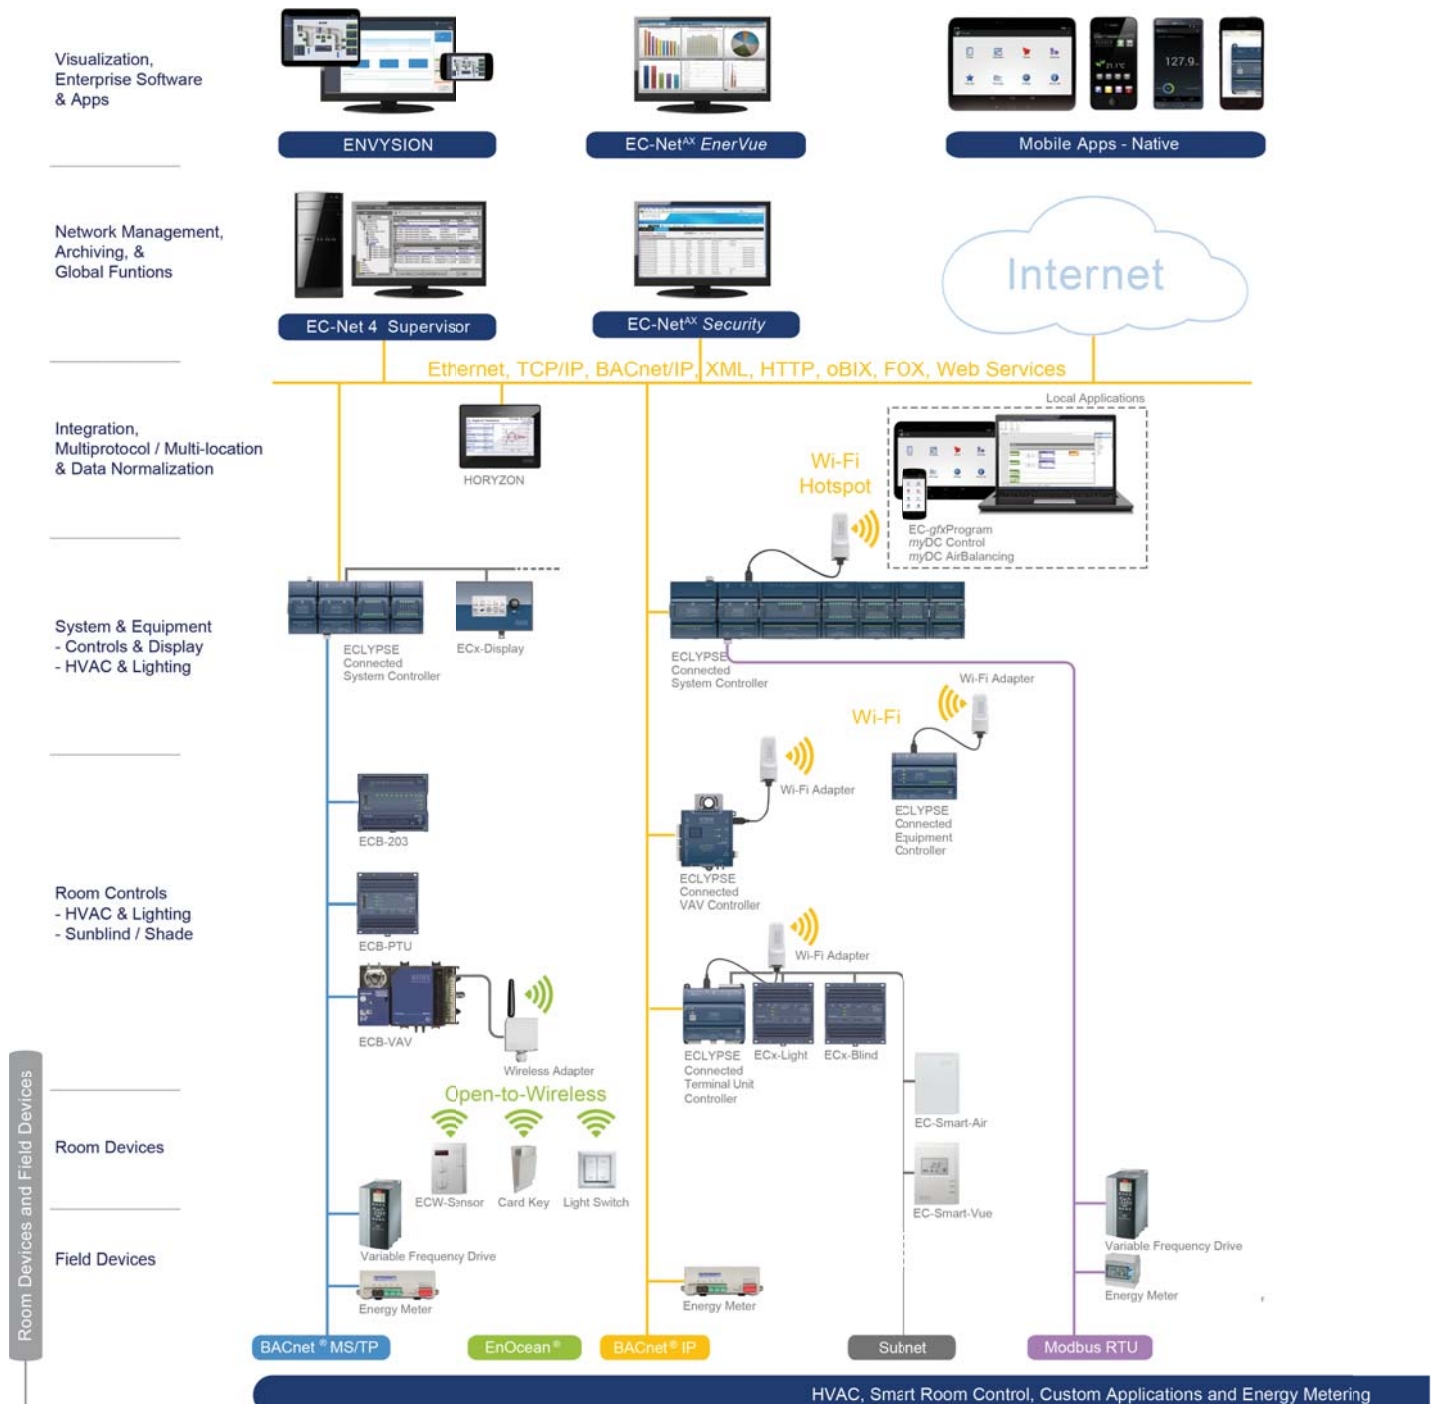 Visualization,
Enterprise Software
& Apps
ENVYSION
EC-Net^AX EnerVue
Mobile Apps - Native
Network Management,
Archiving, &
Global Funtions
Internet
EC-Net 4 Supervisor
EC-Net^AX Security
Ethernet, TCP/IP, BACnet/IP, XML, HTTP, oBIX, FOX, Web Services
Integration,
Multiprotocol / Multi-location
& Data Normalization
HORYZON
Local Applications
Wi-Fi
Hotspot
EC-gfxProgram
myDC Control
myDC AirBalancing
System & Equipment
- Controls & Display
- HVAC & Lighting
ECLYPSE
Connected
System Controller
ECx-Display
ECLYPSE
Connected
System Controller
Wi-Fi Adapter
Wi-Fi
Wi-Fi Adapter
ECLYPSE
Connected
Equipment
Controller
Room Controls
- HVAC & Lighting
- Sunblind / Shade
ECB-203
ECLYPSE
Connected
VAV Controller
ECB-PTU
Wi-Fi Adapter
ECB-VAV
Wireless Adapter
ECLYPSE
Connected
Terminal Unit
Controller
ECx-Light
ECx-Blind
Open-to-Wireless
EC-Smart-Air
Room Devices and Field Devices
Room Devices
ECW-Sensor
Card Key
Light Switch
EC-Smart-Vue
Field Devices
Variable Frequency Drive
Variable Frequency Drive
Energy Meter
Energy Meter
Energy Meter
BACnet® MS/TP
EnOcean®
BACnet® IP
Subnet
Modbus RTU
HVAC, Smart Room Control, Custom Applications and Energy Metering
127.9
21.1°C